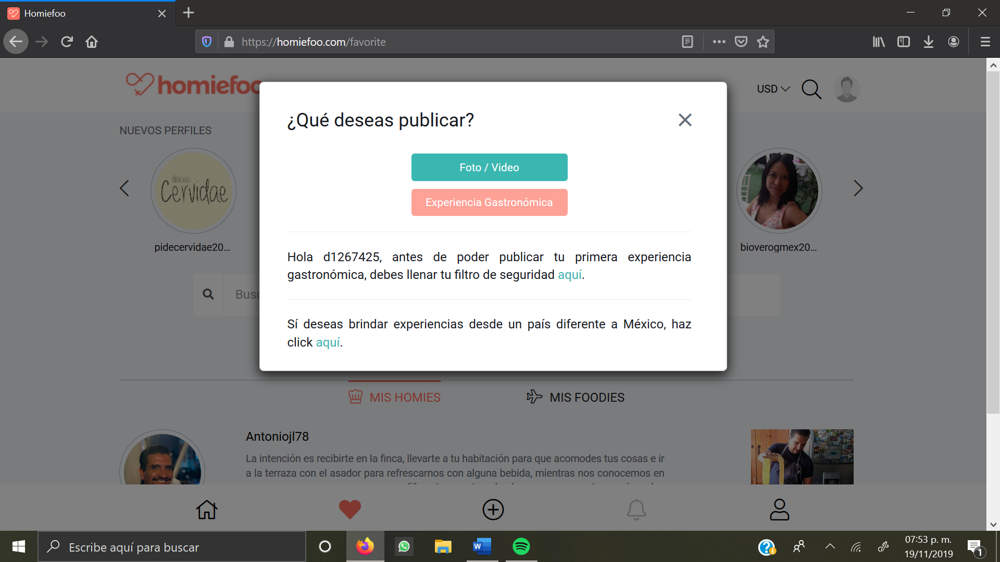 Homiefoo
https://homiefoo.com/favorite
homiefoo
USD
NUEVOS PERFILES
delicias
Cervidae
pidecervidae20...
bioverogmex20...
¿Qué deseas publicar?
Foto / Video
Experiencia Gastronómica
Hola d1267425, antes de poder publicar tu primera experiencia
gastronómica, debes llenar tu filtro de seguridad aquí.
Sí deseas brindar experiencias desde un país diferente a México, haz
click aquí.
MIS HOMIES
MIS FOODIES
Antoniojl78
La intención es recibirte en la finca, llevarte a tu habitación para que acomodes tus cosas e ir
a la terraza con el asador para refrescarnos con alguna bebida, mientras nos conocemos en
Escribe aquí para buscar
07:53 p. m.
19/11/2019
1